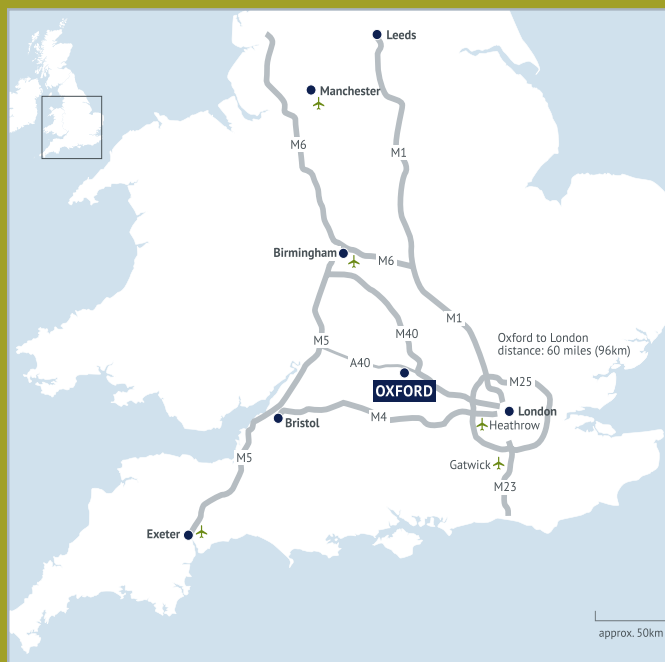 Leeds
Manchester
M6
M1
Birmingham
M6
M1
M5
M40
Oxford to London
distance: 60 miles (96km)
A40
M25
OXFORD
London
M4
Heathrow
Bristol
M5
Gatwick
M23
Exeter
approx. 50km